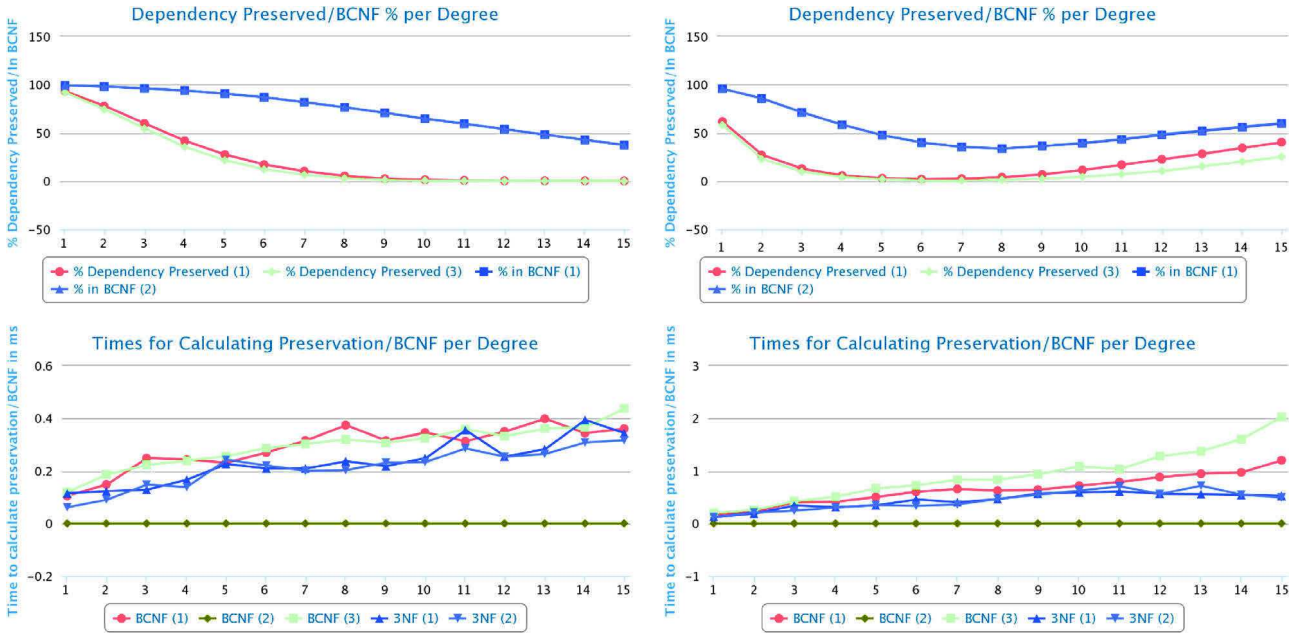 Dependency Preserved/BCNF % per Degree
% Dependency Preserved/In BCNF
150
100
50
0
−50
1 2 3 4 5 6 7 8 9 10 11 12 13 14 15
% Dependency Preserved (1) % Dependency Preserved (3) % in BCNF (1)
% in BCNF (2)
Dependency Preserved/BCNF % per Degree
% Dependency Preserved/In BCNF
150
100
50
0
−50
1 2 3 4 5 6 7 8 9 10 11 12 13 14 15
% Dependency Preserved (1) % Dependency Preserved (3) % in BCNF (1)
% in BCNF (2)
Times for Calculating Preservation/BCNF per Degree
Time to calculate preservation/BCNF in ms
0.6
0.4
0.2
0
−0.2
1 2 3 4 5 6 7 8 9 10 11 12 13 14 15
BCNF (1) BCNF (2) BCNF (3) 3NF (1) 3NF (2)
Times for Calculating Preservation/BCNF per Degree
Time to calculate preservation/BCNF in ms
3
2
1
0
−1
1 2 3 4 5 6 7 8 9 10 11 12 13 14 15
BCNF (1) BCNF (2) BCNF (3) 3NF (1) 3NF (2)